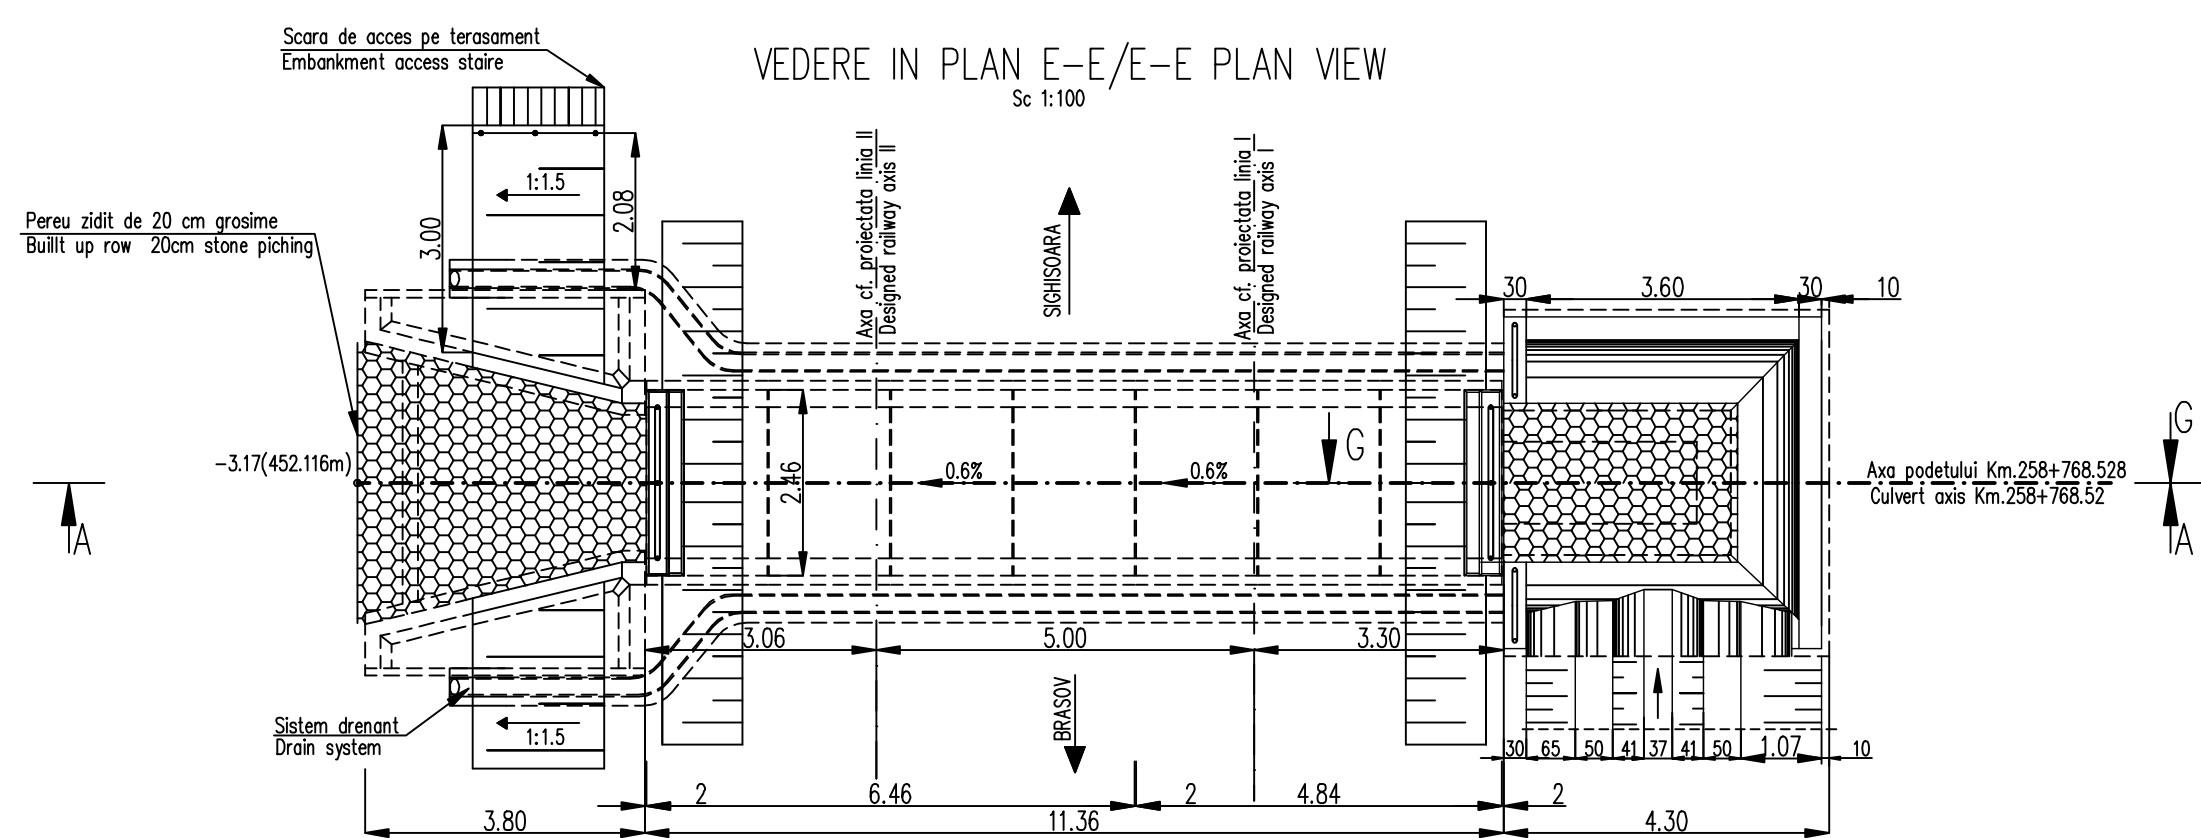 Scara de acces pe terasament
Embankment access staire
VEDERE IN PLAN E-E/E-E PLAN VIEW
Sc 1:100
Axa cf. proiectata linia II
Designed railway axis II
SIGHISOARA
Axa cf. proiectata linia I
Designed railway axis I
1:1.5
3.00
2.08
Pereu zidit de 20 cm grosime
Buillt up row 20cm stone piching
30
3.60
30
10
-3.17(452.116m)
2.46
0.6%
0.6%
G
G
Axa podetului Km.258+768.528
Culvert axis Km.258+768.52
A
A
3.06
5.00
3.30
BRASOV
Sistem drenant
Drain system
1:1.5
30
65
50
41
37
41
50
1.07
10
2
6.46
2
4.84
2
3.80
11.36
4.30